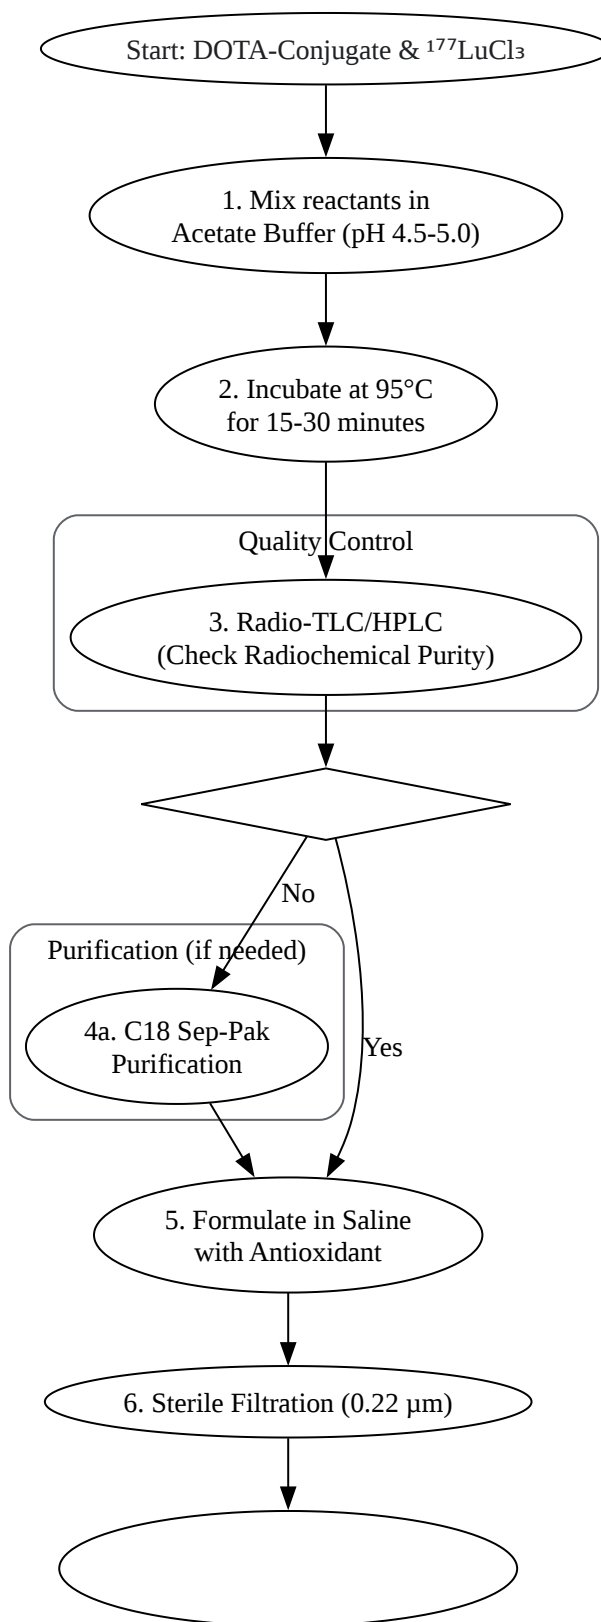 Start: DOTA-Conjugate & ¹⁷⁷LuCl₃
1. Mix reactants in
Acetate Buffer (pH 4.5-5.0)
2. Incubate at 95°C
for 15-30 minutes
Quality Control
3. Radio-TLC/HPLC
(Check Radiochemical Purity)
No
Purification (if needed)
4a. C18 Sep-Pak
Purification
Yes
5. Formulate in Saline
with Antioxidant
6. Sterile Filtration (0.22 µm)